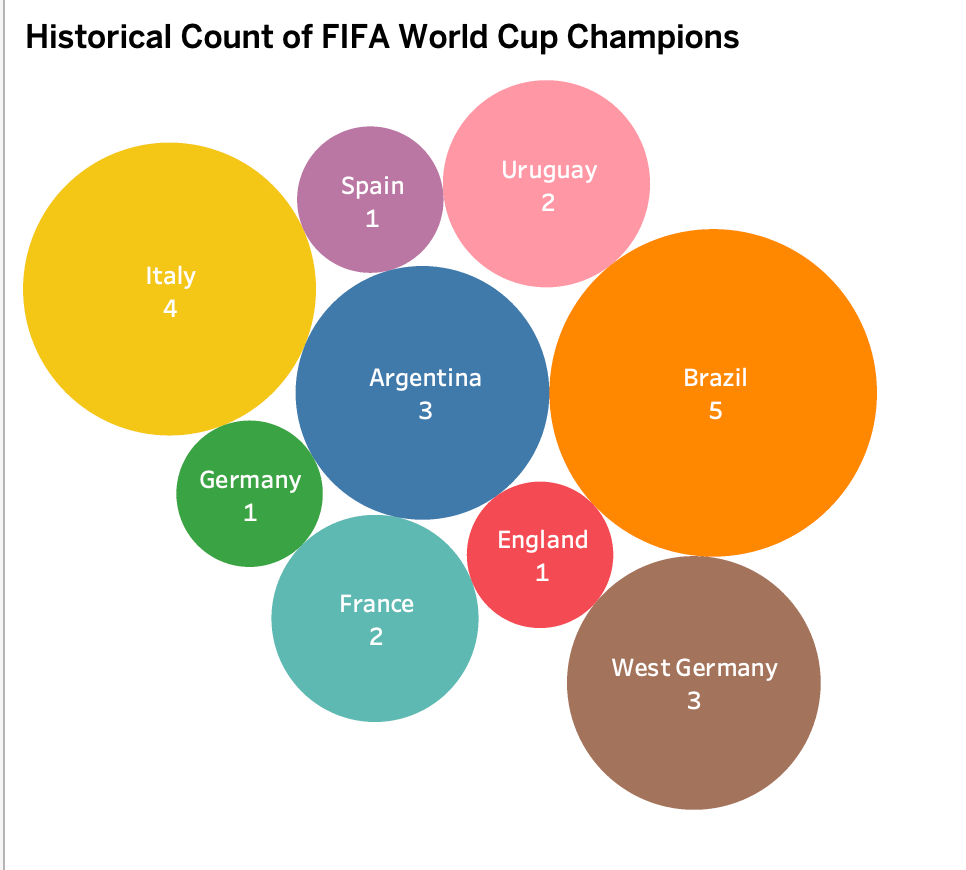 Historical Count of FIFA World Cup Champions
Spain
1
Uruguay
2
Italy
4
Argentina
3
Brazil
5
Germany
1
England
1
France
2
West Germany
3